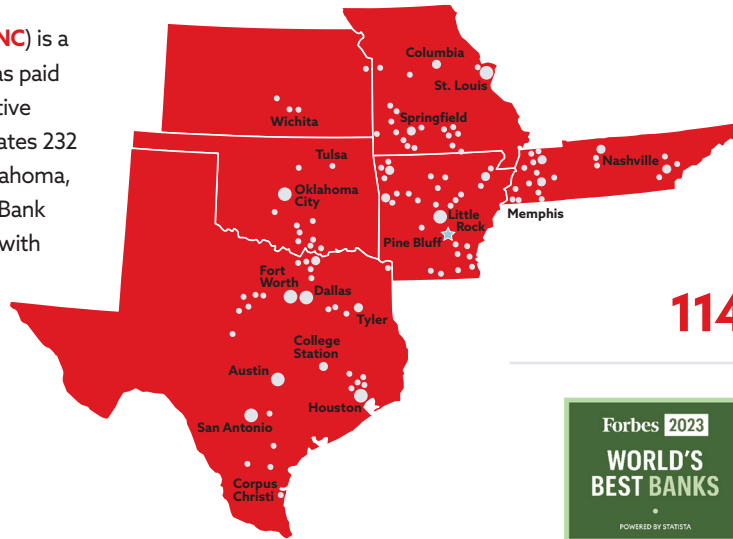 NC) is a
as paid
tive
ates 232
ahoma,
Bank
with
Columbia
St. Louis
Springfield
Wichita
Tulsa
Oklahoma
City
Nashville
Memphis
Little
Rock
Pine Bluff
Fort
Worth
Dallas
Tyler
College
Station
Austin
Houston
San Antonio
Corpus
Christi
114
Forbes 2023
WORLD'S
BEST BANKS
POWERED BY STATISTA